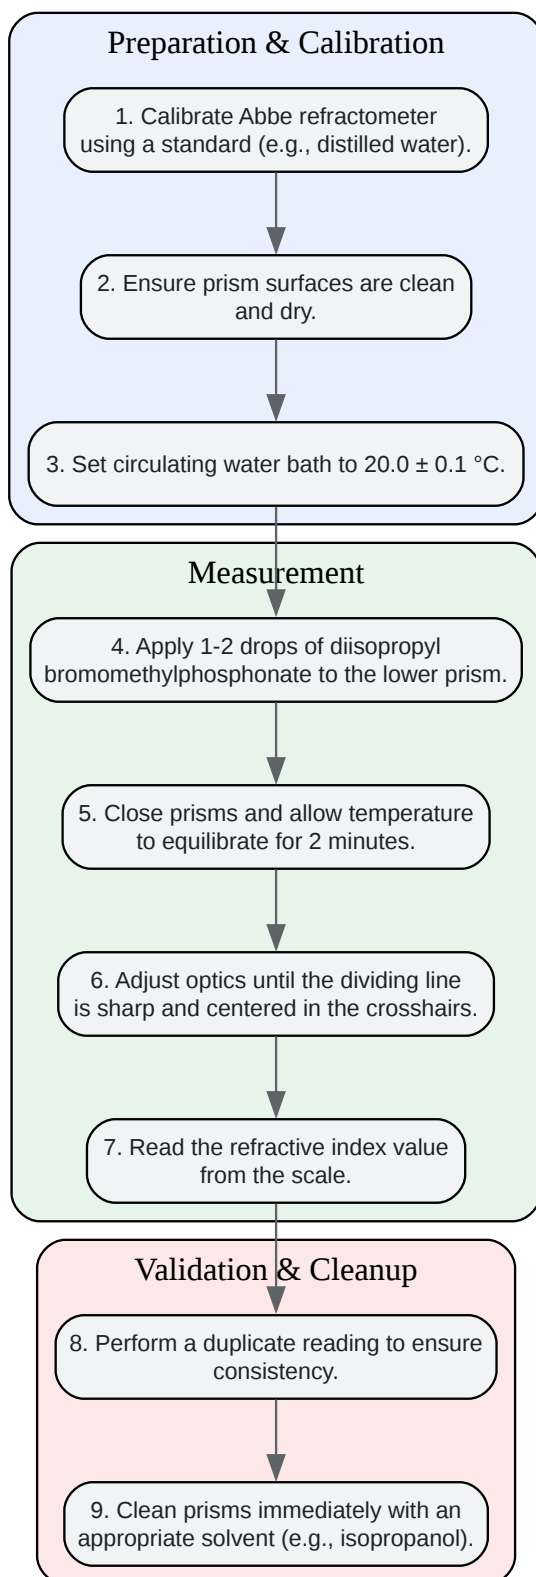 Preparation & Calibration
1. Calibrate Abbe refractometer
using a standard (e.g., distilled water).
2. Ensure prism surfaces are clean
and dry.
3. Set circulating water bath to 20.0 ± 0.1 °C.
Measurement
4. Apply 1-2 drops of diisopropyl
bromomethylphosphonate to the lower prism.
5. Close prisms and allow temperature
to equilibrate for 2 minutes.
6. Adjust optics until the dividing line
is sharp and centered in the crosshairs.
7. Read the refractive index value
from the scale.
Validation & Cleanup
8. Perform a duplicate reading to ensure
consistency.
9. Clean prisms immediately with an
appropriate solvent (e.g., isopropanol).